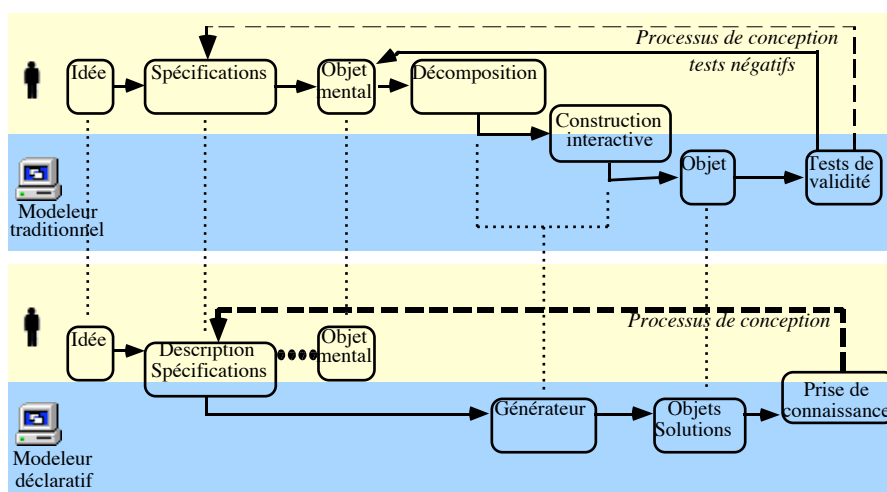 Processus de conception
tests négatifs
Idée
Spécifications
Objet
mental
Décomposition
Construction
interactive
Objet
Tests de
validité
Modeleur
traditionnel
Processus de conception
Idée
Description
Spécifications
Objet
mental
Générateur
Objets
Solutions
Prise de
connaissance
Modeleur
déclaratif